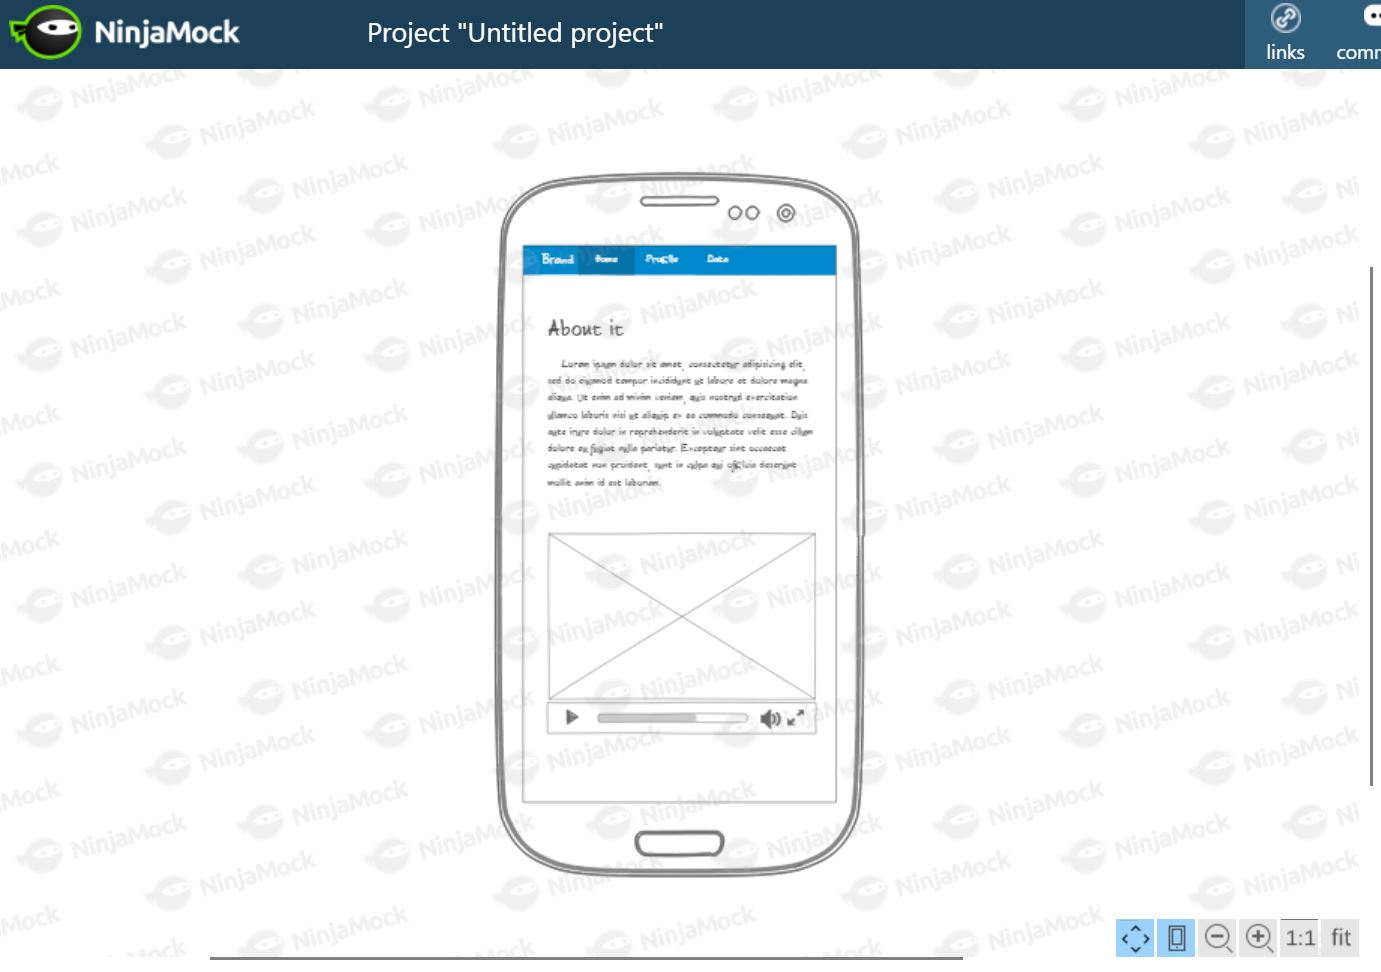 NinjaMock
Project "Untitled project"
links
comm
Brand Home Profile Data
About it
Lorem ipsum dolor sit amet, consectetur adipisicing elit,
sed do eiusmod tempor incididunt ut labore et dolore magna
aliqua. Ut enim ad minim veniam, quis nostrud exercitation
ullamco laboris nisi ut aliquip ex ea commodo consequat. Duis
aute irure dolor in reprehenderit in voluptate velit esse cillum
dolore eu fugiat nulla pariatur. Excepteur sint occaecat
cupidatat non proident, sunt in culpa qui officia deserunt
mollit anim id est laborum.
1:1 fit